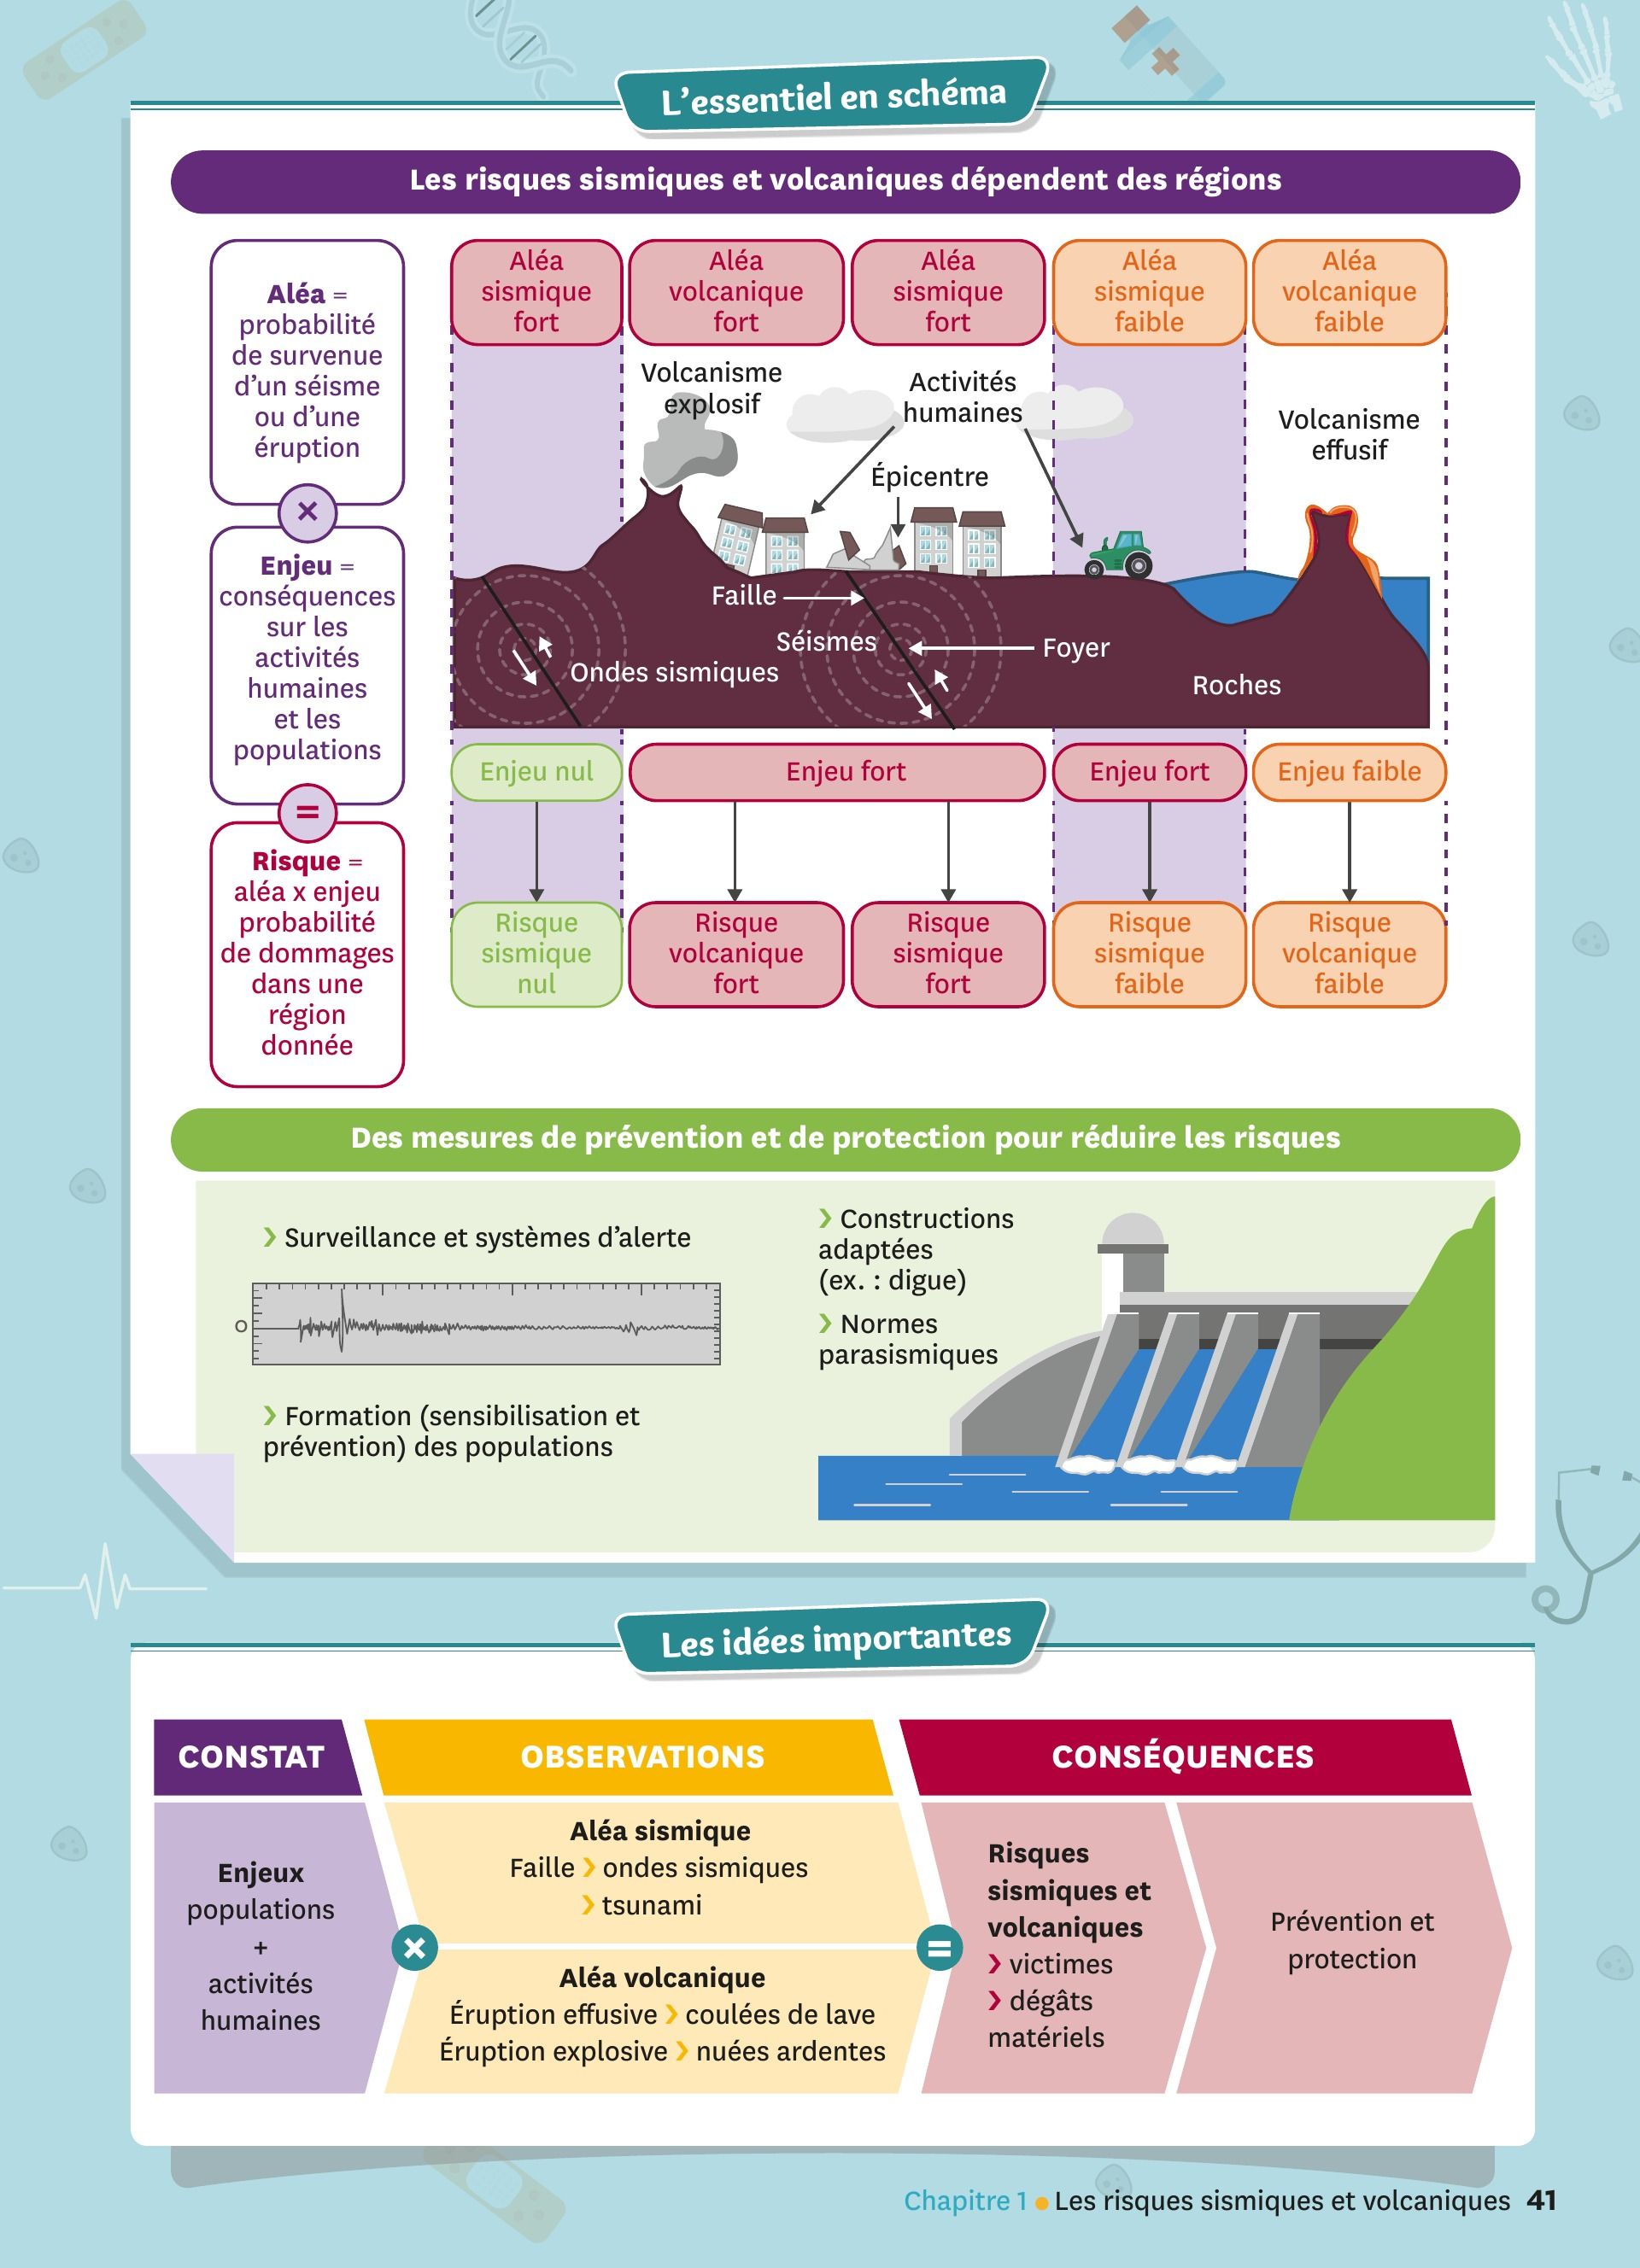 L'essentiel en schéma
Les risques sismiques et volcaniques dépendent des régions
Aléa =
probabilité
de survenue
d'un séisme
ou d'une
éruption
×
Enjeu =
conséquences
sur les
activités
humaines
et les
populations
=
Risque =
aléa x enjeu
probabilité
de dommages
dans une
région
donnée
Aléa
sismique
fort
Aléa
volcanique
fort
Aléa
sismique
fort
Aléa
sismique
faible
Aléa
volcanique
faible
Volcanisme
explosif
Activités
humaines
Épicentre
Volcanisme
effusif
Faille
Séismes
Foyer
Ondes sismiques
Roches
Enjeu nul
Enjeu fort
Enjeu fort
Enjeu faible
Risque
sismique
nul
Risque
volcanique
fort
Risque
sismique
fort
Risque
sismique
faible
Risque
volcanique
faible
Des mesures de prévention et de protection pour réduire les risques
› Surveillance et systèmes d'alerte
O
› Formation (sensibilisation et
prévention) des populations
› Constructions
adaptées
(ex. : digue)
› Normes
parasismiques
Les idées importantes
CONSTAT
Enjeux
populations
+
activités
humaines
×
OBSERVATIONS
Aléa sismique
Faille › ondes sismiques
› tsunami
Aléa volcanique
Éruption effusive › coulées de lave
Éruption explosive › nuées ardentes
=
CONSÉQUENCES
Risques
sismiques et
volcaniques
› victimes
› dégâts
matériels
Prévention et
protection
Chapitre 1 • Les risques sismiques et volcaniques 41